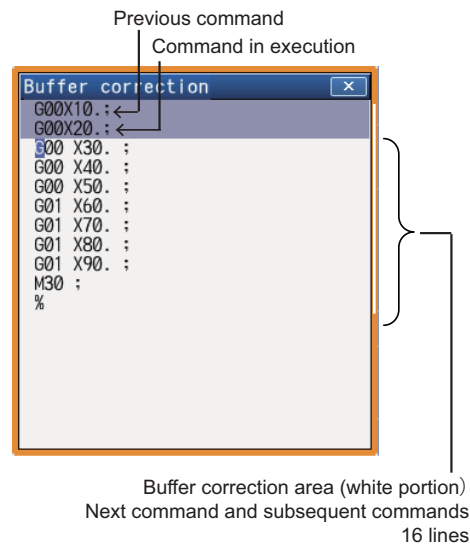 Previous command
Command in execution
Buffer correction
G00X10.;
G00X20.;
G00 X30. ;
G00 X40. ;
G00 X50. ;
G01 X60. ;
G01 X70. ;
G01 X80. ;
G01 X90. ;
M30 ;
%
Buffer correction area (white portion）
Next command and subsequent commands
16 lines